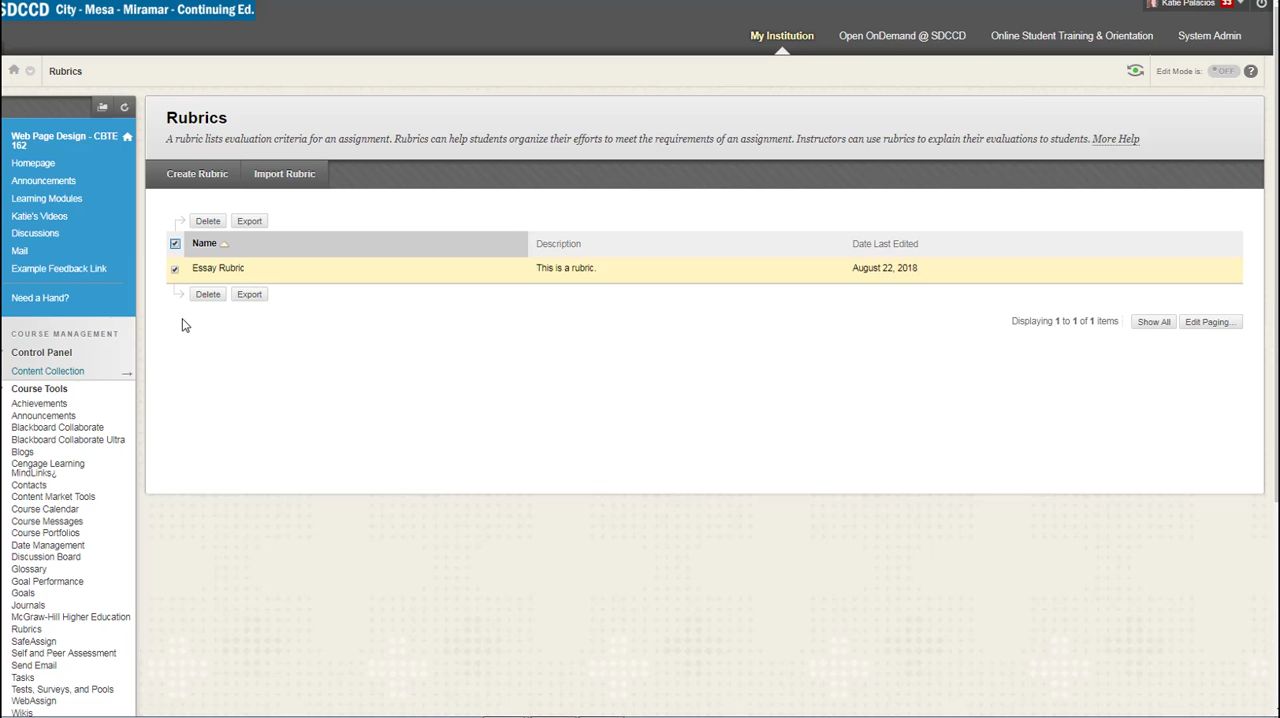 SDCCD City - Mesa - Miramar - Continuing Ed.
Katie Palacios 33
My Institution Open OnDemand @ SDCCD Online Student Training & Orientation System Admin
Rubrics
Edit Mode is: OFF ?
Web Page Design - CBTE
162
Homepage
Announcements
Learning Modules
Katie's Videos
Discussions
Mail
Example Feedback Link
Need a Hand?
COURSE MANAGEMENT
Control Panel
Content Collection
Course Tools
Achievements
Announcements
Blackboard Collaborate
Blackboard Collaborate Ultra
Blogs
Cengage Learning
MindLinks¿
Contacts
Content Market Tools
Course Calendar
Course Messages
Course Portfolios
Date Management
Discussion Board
Glossary
Goal Performance
Goals
Journals
McGraw-Hill Higher Education
Rubrics
SafeAssign
Self and Peer Assessment
Send Email
Tasks
Tests, Surveys, and Pools
WebAssign
Wikis
Rubrics
A rubric lists evaluation criteria for an assignment. Rubrics can help students organize their efforts to meet the requirements of an assignment. Instructors can use rubrics to explain their evaluations to students. More Help
Create Rubric Import Rubric
Delete Export
Name Description Date Last Edited
Essay Rubric This is a rubric. August 22, 2018
Delete Export
Displaying 1 to 1 of 1 items Show All Edit Paging...